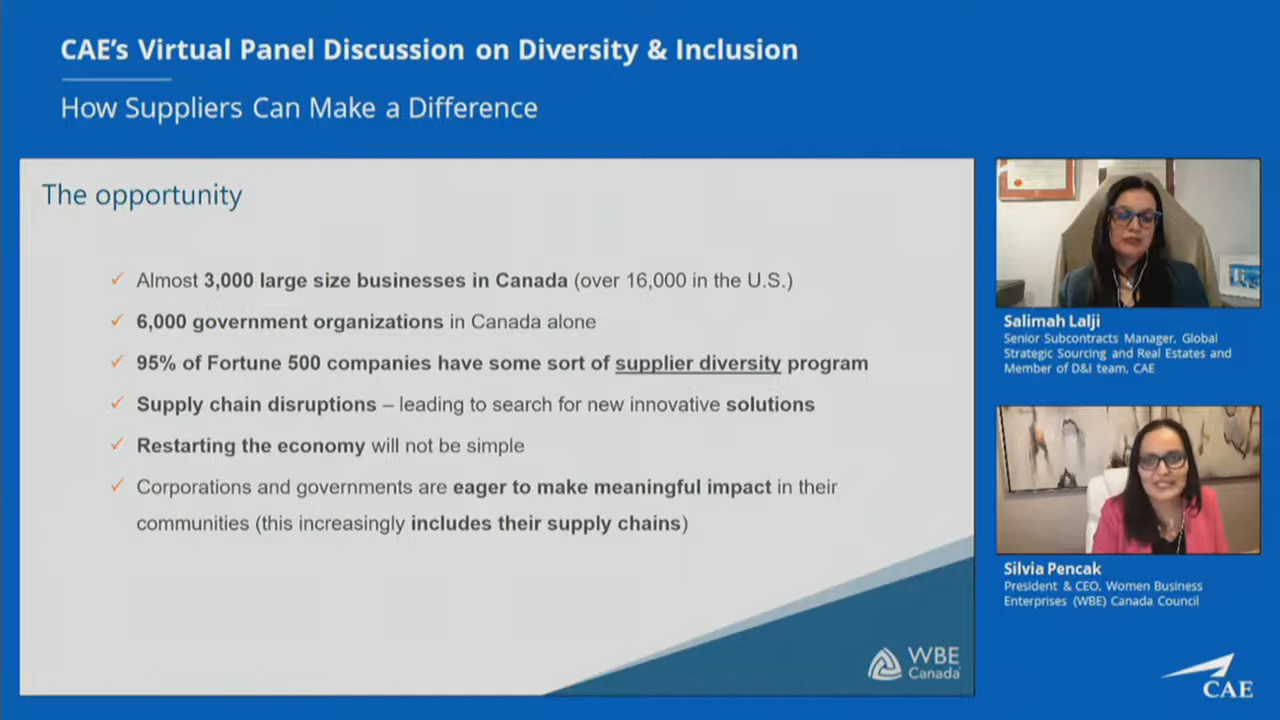 CAE’s Virtual Panel Discussion on Diversity & Inclusion
How Suppliers Can Make a Difference
The opportunity
✓ Almost 3,000 large size businesses in Canada (over 16,000 in the U.S.)
✓ 6,000 government organizations in Canada alone
✓ 95% of Fortune 500 companies have some sort of supplier diversity program
✓ Supply chain disruptions – leading to search for new innovative solutions
✓ Restarting the economy will not be simple
✓ Corporations and governments are eager to make meaningful impact in their
communities (this increasingly includes their supply chains)
WBE
Canada
Salimah Lalji
Senior Subcontracts Manager, Global
Strategic Sourcing and Real Estates and
Member of D&I team, CAE
Silvia Pencak
President & CEO, Women Business
Enterprises (WBE) Canada Council
CAE